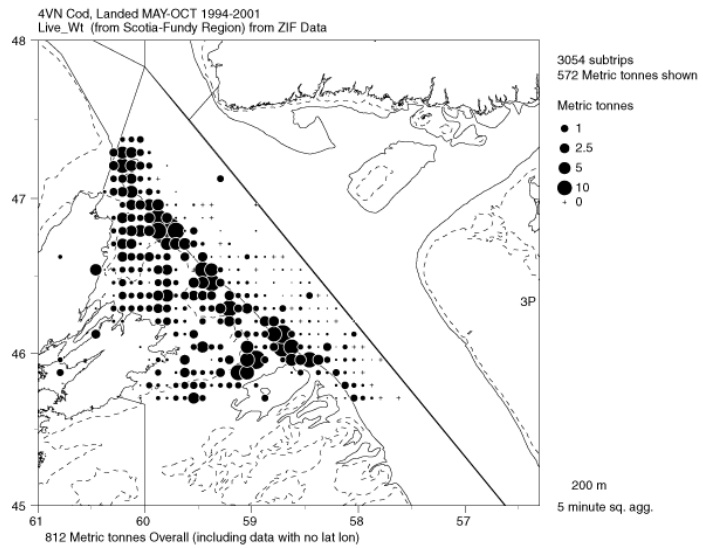 4VN Cod, Landed MAY-OCT 1994-2001
Live_Wt (from Scotia-Fundy Region) from ZIF Data
48
47
46
45
61
60
59
58
57
3P
3054 subtrips
572 Metric tonnes shown
Metric tonnes
1
2.5
5
10
0
200 m
5 minute sq. agg.
812 Metric tonnes Overall (including data with no lat lon)